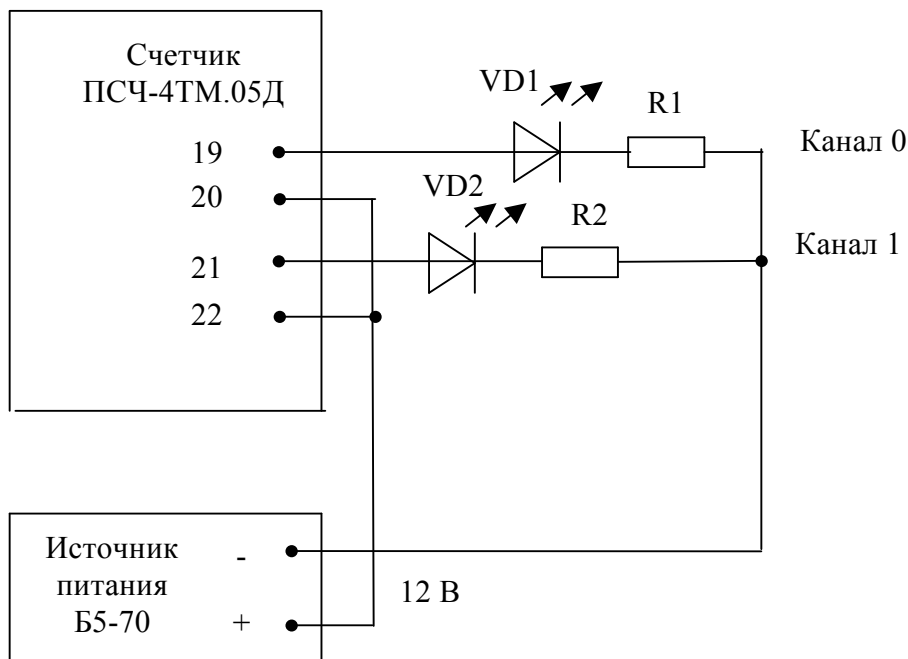 Счетчик
ПСЧ-4ТМ.05Д
VD1
R1
19
Канал 0
20
VD2
R2
21
Канал 1
22
Источник
питания
Б5-70
-
+
12 В